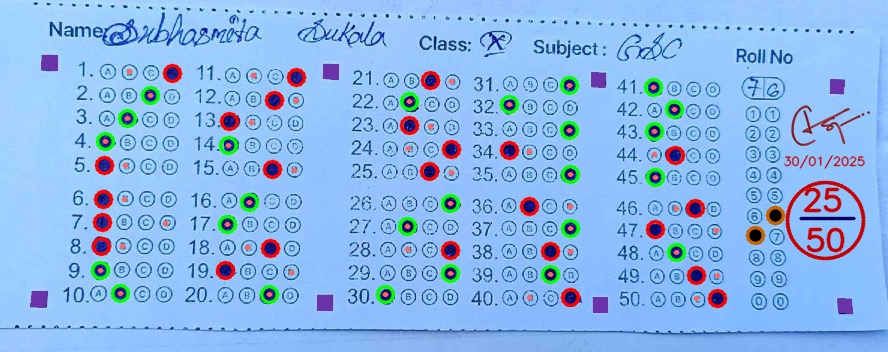 Name Subhasmita Sukala Class: X Subject: GSC Roll No
1. A B C 11. A B C 21. A B D 31. A B C 41. B C D 7 6
2. A B D 12. A B D 22. A C D 32. B C D 42. A C D 1 1
3. A C D 13. B C D 23. A C D 33. A B C 43. B C D 2 2
4. B C D 14. B C D 24. A B C 34. B C D 44. A C D 3 3
5. B C D 15. A B D 25. A B D 35. A B C 45. B C D 4 4
5 5
6. B C D 16. A C D 26. A B C 36. A C D 46. A B D 6
7. B C D 17. B C D 27. A C D 37. A B C 47. B C D 7
8. B C D 18. A B D 28. A B C 38. A B D 48. A C D 8 8
9. B C D 19. B C D 29. A B C 39. A B D 49. A B D 9 9
10. A C D 20. A B D 30. B C D 40. A B C 50. A B C 0 0
30/01/2025
25
50